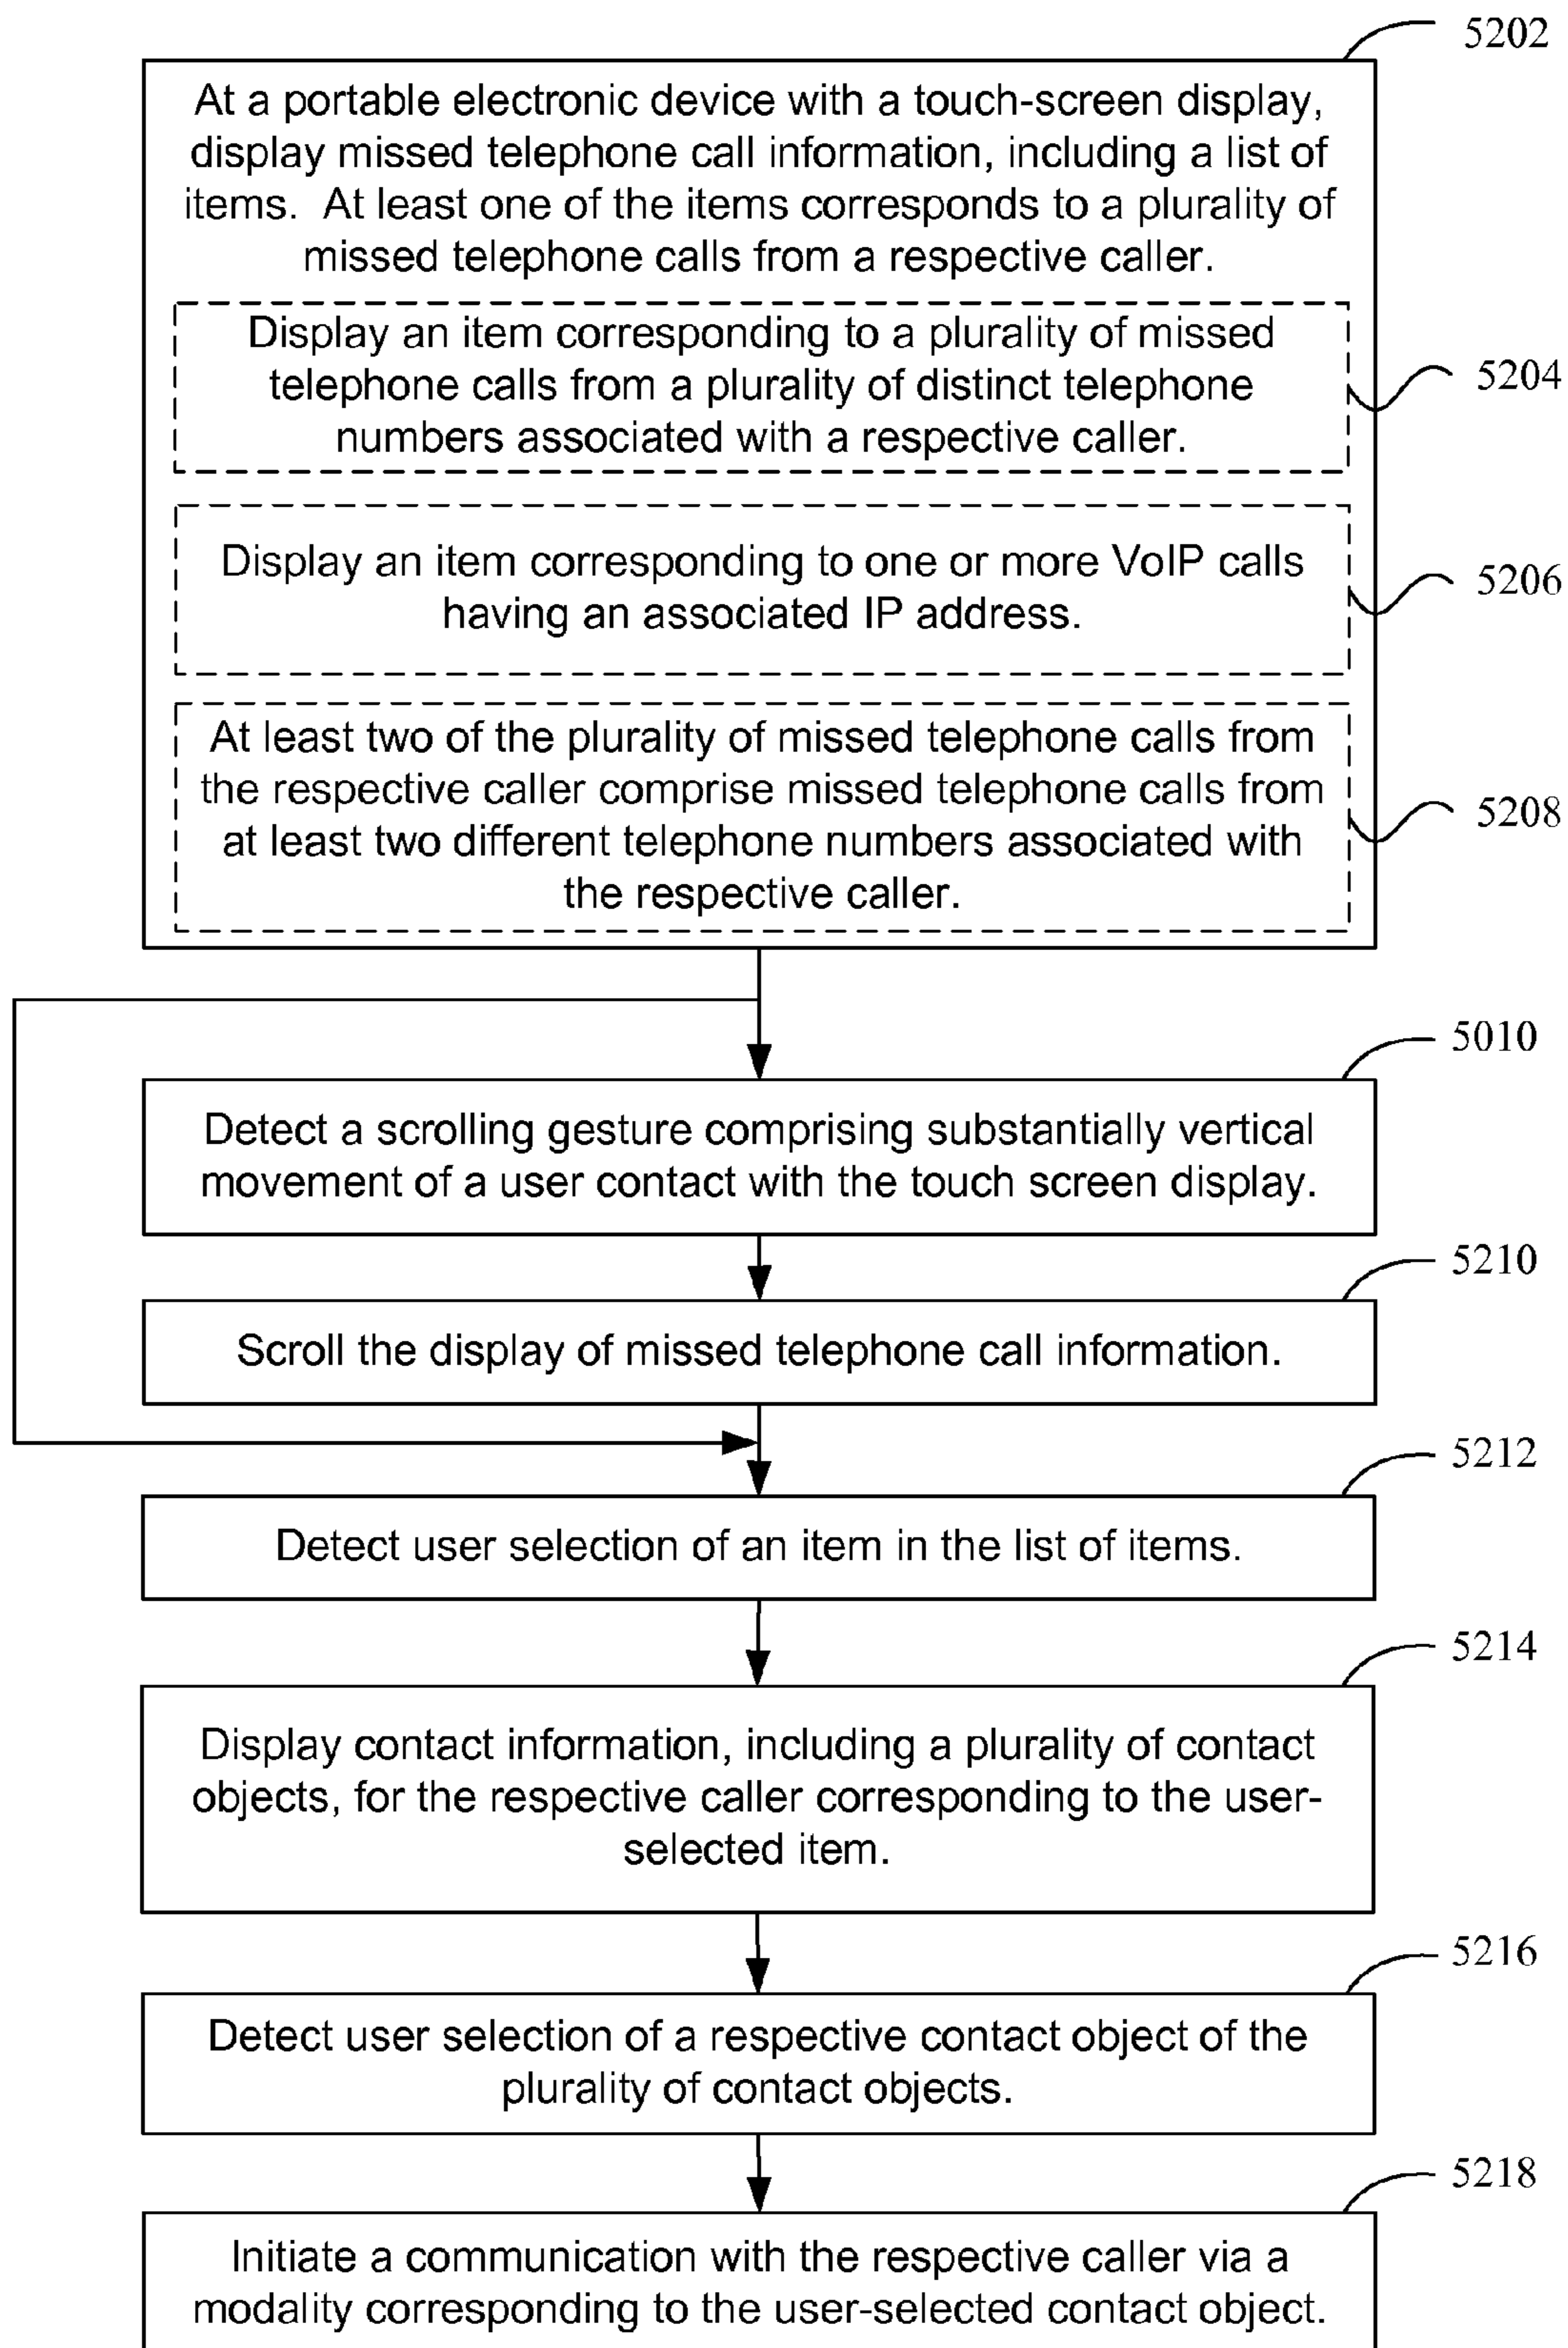 5202
At a portable electronic device with a touch-screen display,
display missed telephone call information, including a list of
items.  At least one of the items corresponds to a plurality of
missed telephone calls from a respective caller.
Display an item corresponding to a plurality of missed
telephone calls from a plurality of distinct telephone
numbers associated with a respective caller.
5204
Display an item corresponding to one or more VoIP calls
having an associated IP address.
5206
At least two of the plurality of missed telephone calls from
the respective caller comprise missed telephone calls from
at least two different telephone numbers associated with
the respective caller.
5208
5010
Detect a scrolling gesture comprising substantially vertical
movement of a user contact with the touch screen display.
5210
Scroll the display of missed telephone call information.
5212
Detect user selection of an item in the list of items.
5214
Display contact information, including a plurality of contact
objects, for the respective caller corresponding to the user-
selected item.
5216
Detect user selection of a respective contact object of the
plurality of contact objects.
5218
Initiate a communication with the respective caller via a
modality corresponding to the user-selected contact object.